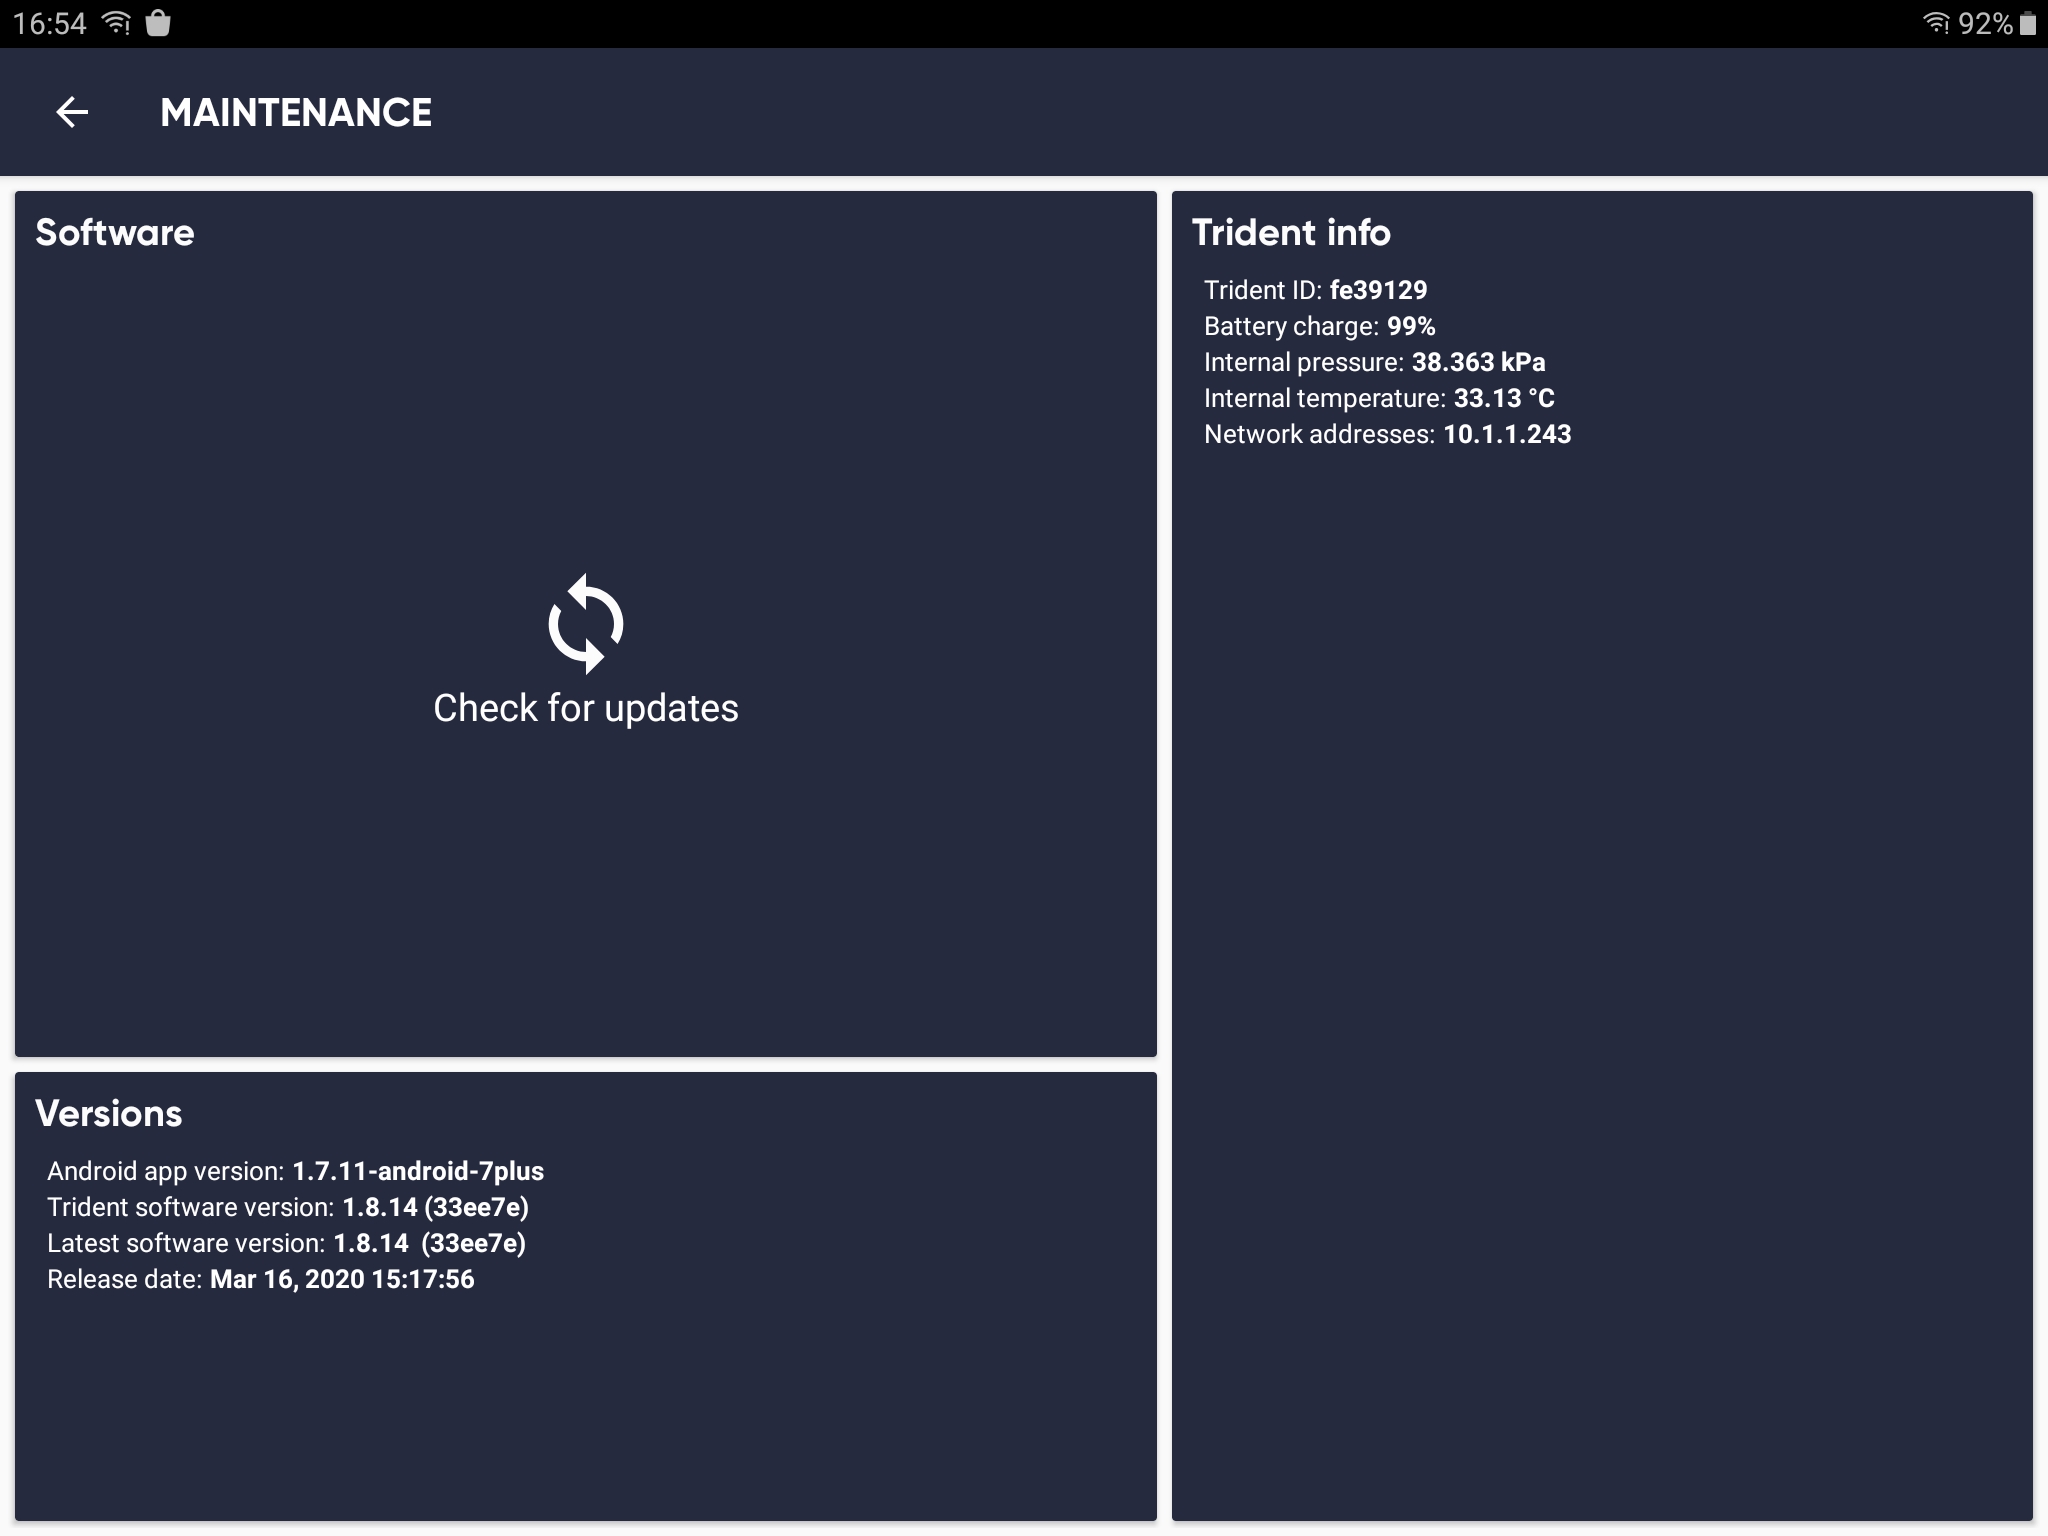 16:54
92%
MAINTENANCE
Software
Check for updates
Versions
Android app version: 1.7.11-android-7plus
Trident software version: 1.8.14 (33ee7e)
Latest software version: 1.8.14  (33ee7e)
Release date: Mar 16, 2020 15:17:56
Trident info
Trident ID: fe39129
Battery charge: 99%
Internal pressure: 38.363 kPa
Internal temperature: 33.13 °C
Network addresses: 10.1.1.243